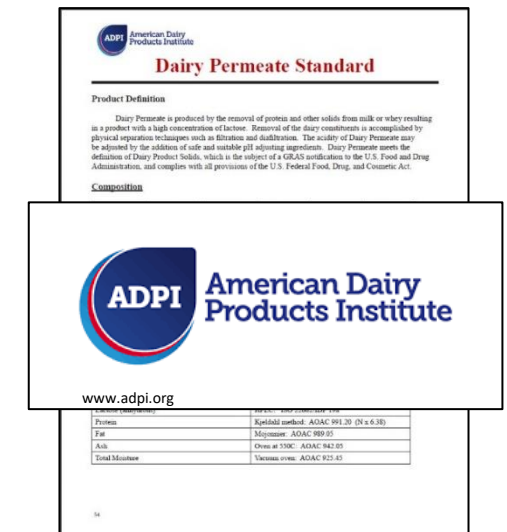 ADPI American Dairy
Products Institute
Dairy Permeate Standard
Product Definition
Dairy Permeate is produced by the removal of protein and other solids from milk or whey resulting
in a product with a high concentration of lactose. Removal of the dairy constituents is accomplished by
physical separation techniques such as filtration and diafiltration. The acidity of Dairy Permeate may
be adjusted by the addition of safe and suitable pH adjusting ingredients. Dairy Permeate meets the
definition of Dairy Product Solids, which is the subject of a GRAS notification to the U.S. Food and Drug
Administration, and complies with all provisions of the U.S. Federal Food, Drug, and Cosmetic Act.
Composition
ADPI American Dairy
Products Institute
www.adpi.org
Protein Kjeldahl method: AOAC 991.20 (N x 6.38)
Fat Mojonnier: AOAC 989.05
Ash Oven at 550C: AOAC 942.05
Total Moisture Vacuum oven: AOAC 925.45